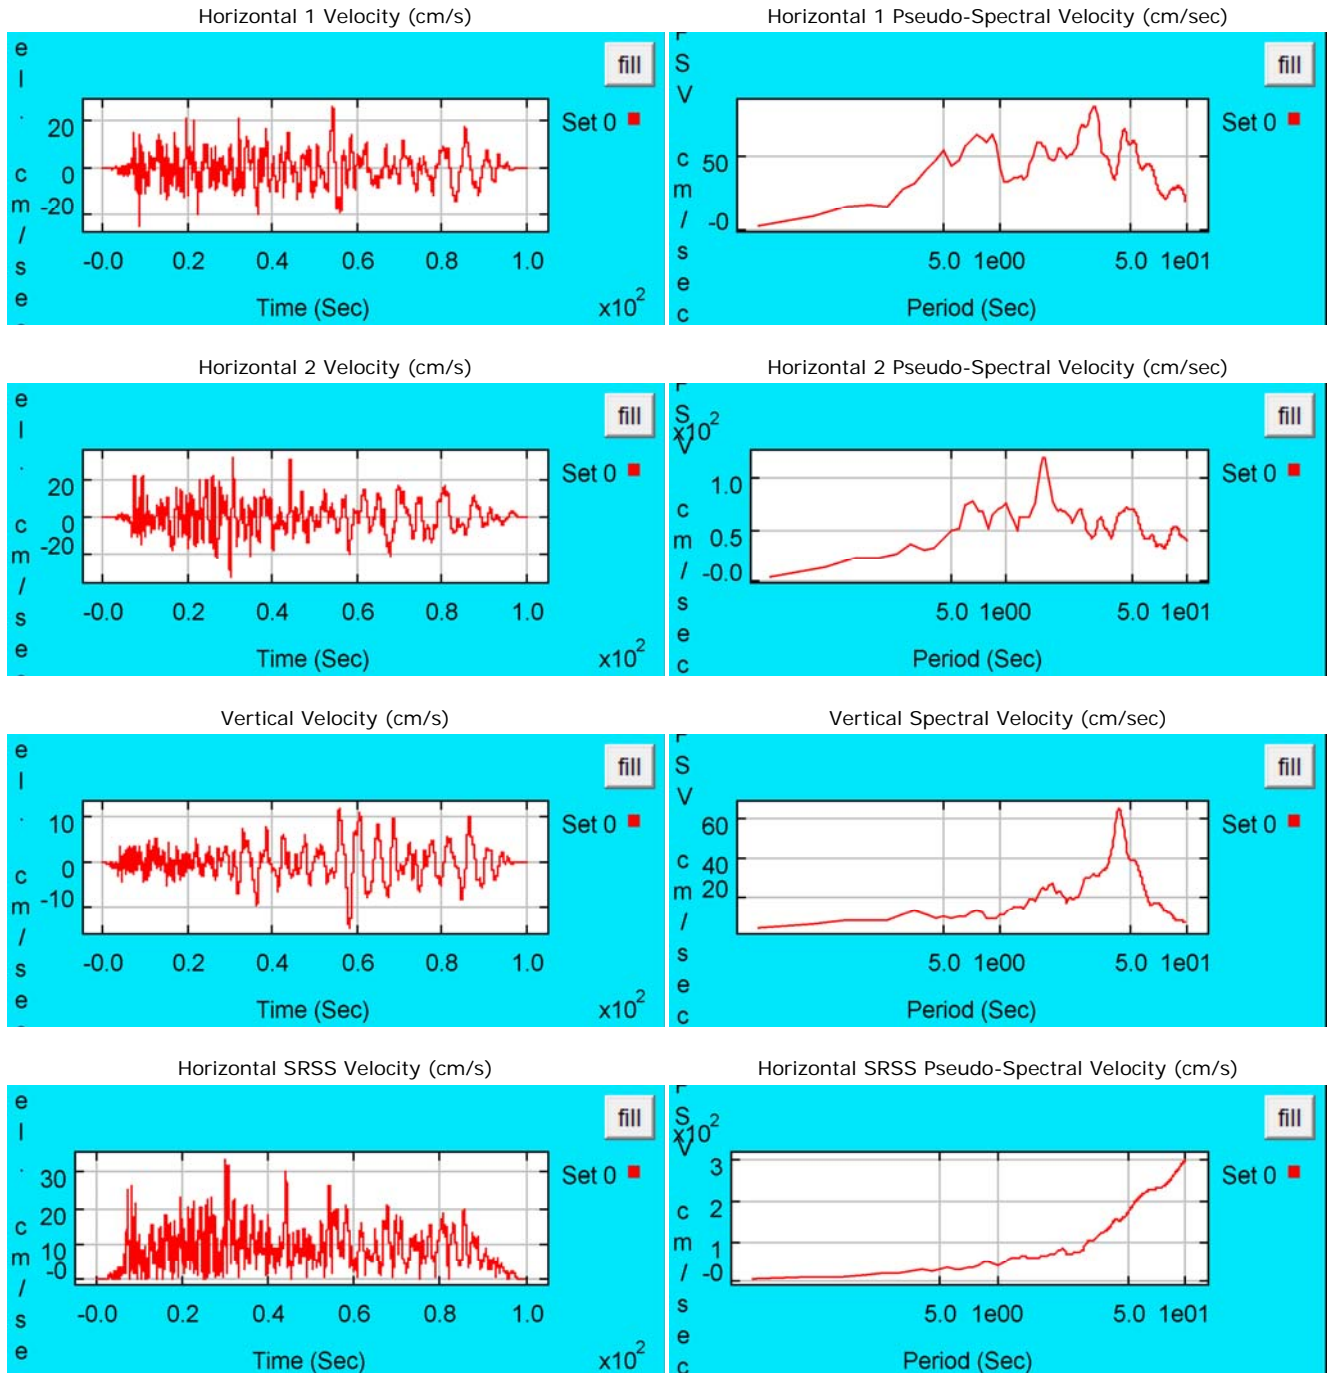 Horizontal 1 Velocity (cm/s)
e
l
.
c
m
/
s
e
fill
Set 0
20
0
-20
-0.0 0.2 0.4 0.6 0.8 1.0
Time (Sec)
x10^2
Horizontal 1 Pseudo-Spectral Velocity (cm/sec)
S
V
c
m
/
s
e
c
fill
Set 0
50
-0
5.0 1e00 5.0 1e01
Period (Sec)
Horizontal 2 Velocity (cm/s)
e
l
.
c
m
/
s
e
fill
Set 0
20
0
-20
-0.0 0.2 0.4 0.6 0.8 1.0
Time (Sec)
x10^2
Horizontal 2 Pseudo-Spectral Velocity (cm/sec)
S
V
x10^2
c
m
/
s
e
c
fill
Set 0
1.0
0.5
-0.0
5.0 1e00 5.0 1e01
Period (Sec)
Vertical Velocity (cm/s)
e
l
.
c
m
/
s
e
fill
Set 0
10
0
-10
-0.0 0.2 0.4 0.6 0.8 1.0
Time (Sec)
x10^2
Vertical Spectral Velocity (cm/sec)
S
V
c
m
/
s
e
c
fill
Set 0
60
40
20
5.0 1e00 5.0 1e01
Period (Sec)
Horizontal SRSS Velocity (cm/s)
e
l
.
c
m
/
s
e
fill
Set 0
30
20
10
-0
-0.0 0.2 0.4 0.6 0.8 1.0
Time (Sec)
x10^2
Horizontal SRSS Pseudo-Spectral Velocity (cm/s)
S
V
x10^2
c
m
/
s
e
c
fill
Set 0
3
2
1
-0
5.0 1e00 5.0 1e01
Period (Sec)